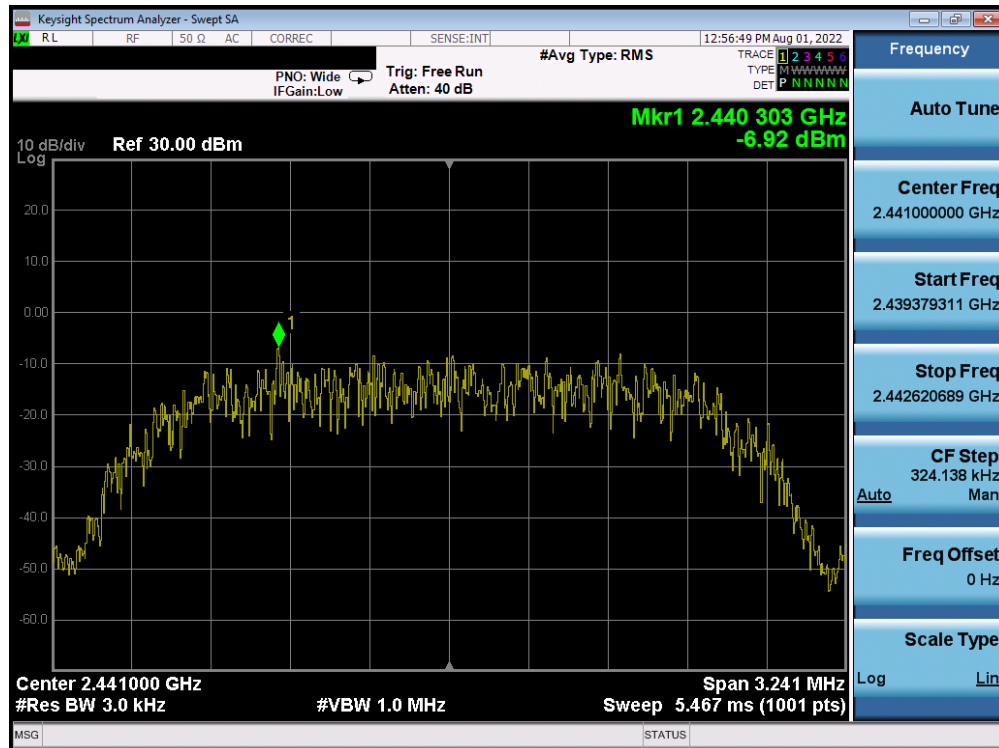 Keysight Spectrum Analyzer - Swept SA
LXI RL RF 50 Ω AC CORREC SENSE:INT 12:56:49 PM Aug 01, 2022
PNO: Wide Trig: Free Run #Avg Type: RMS TRACE 1 2 3 4 5 6
IFGain:Low Atten: 40 dB TYPE M WWWWW
DET P N N N N N
Mkr1 2.440 303 GHz
-6.92 dBm
10 dB/div Ref 30.00 dBm
Log
20.0
10.0
0.00
1
-10.0
-20.0
-30.0
-40.0
-50.0
-60.0
Center 2.441000 GHz Span 3.241 MHz
#Res BW 3.0 kHz #VBW 1.0 MHz Sweep 5.467 ms (1001 pts)
MSG STATUS
Frequency
Auto Tune
Center Freq
2.441000000 GHz
Start Freq
2.439379311 GHz
Stop Freq
2.442620689 GHz
CF Step
324.138 kHz
Auto Man
Freq Offset
0 Hz
Scale Type
Log Lin